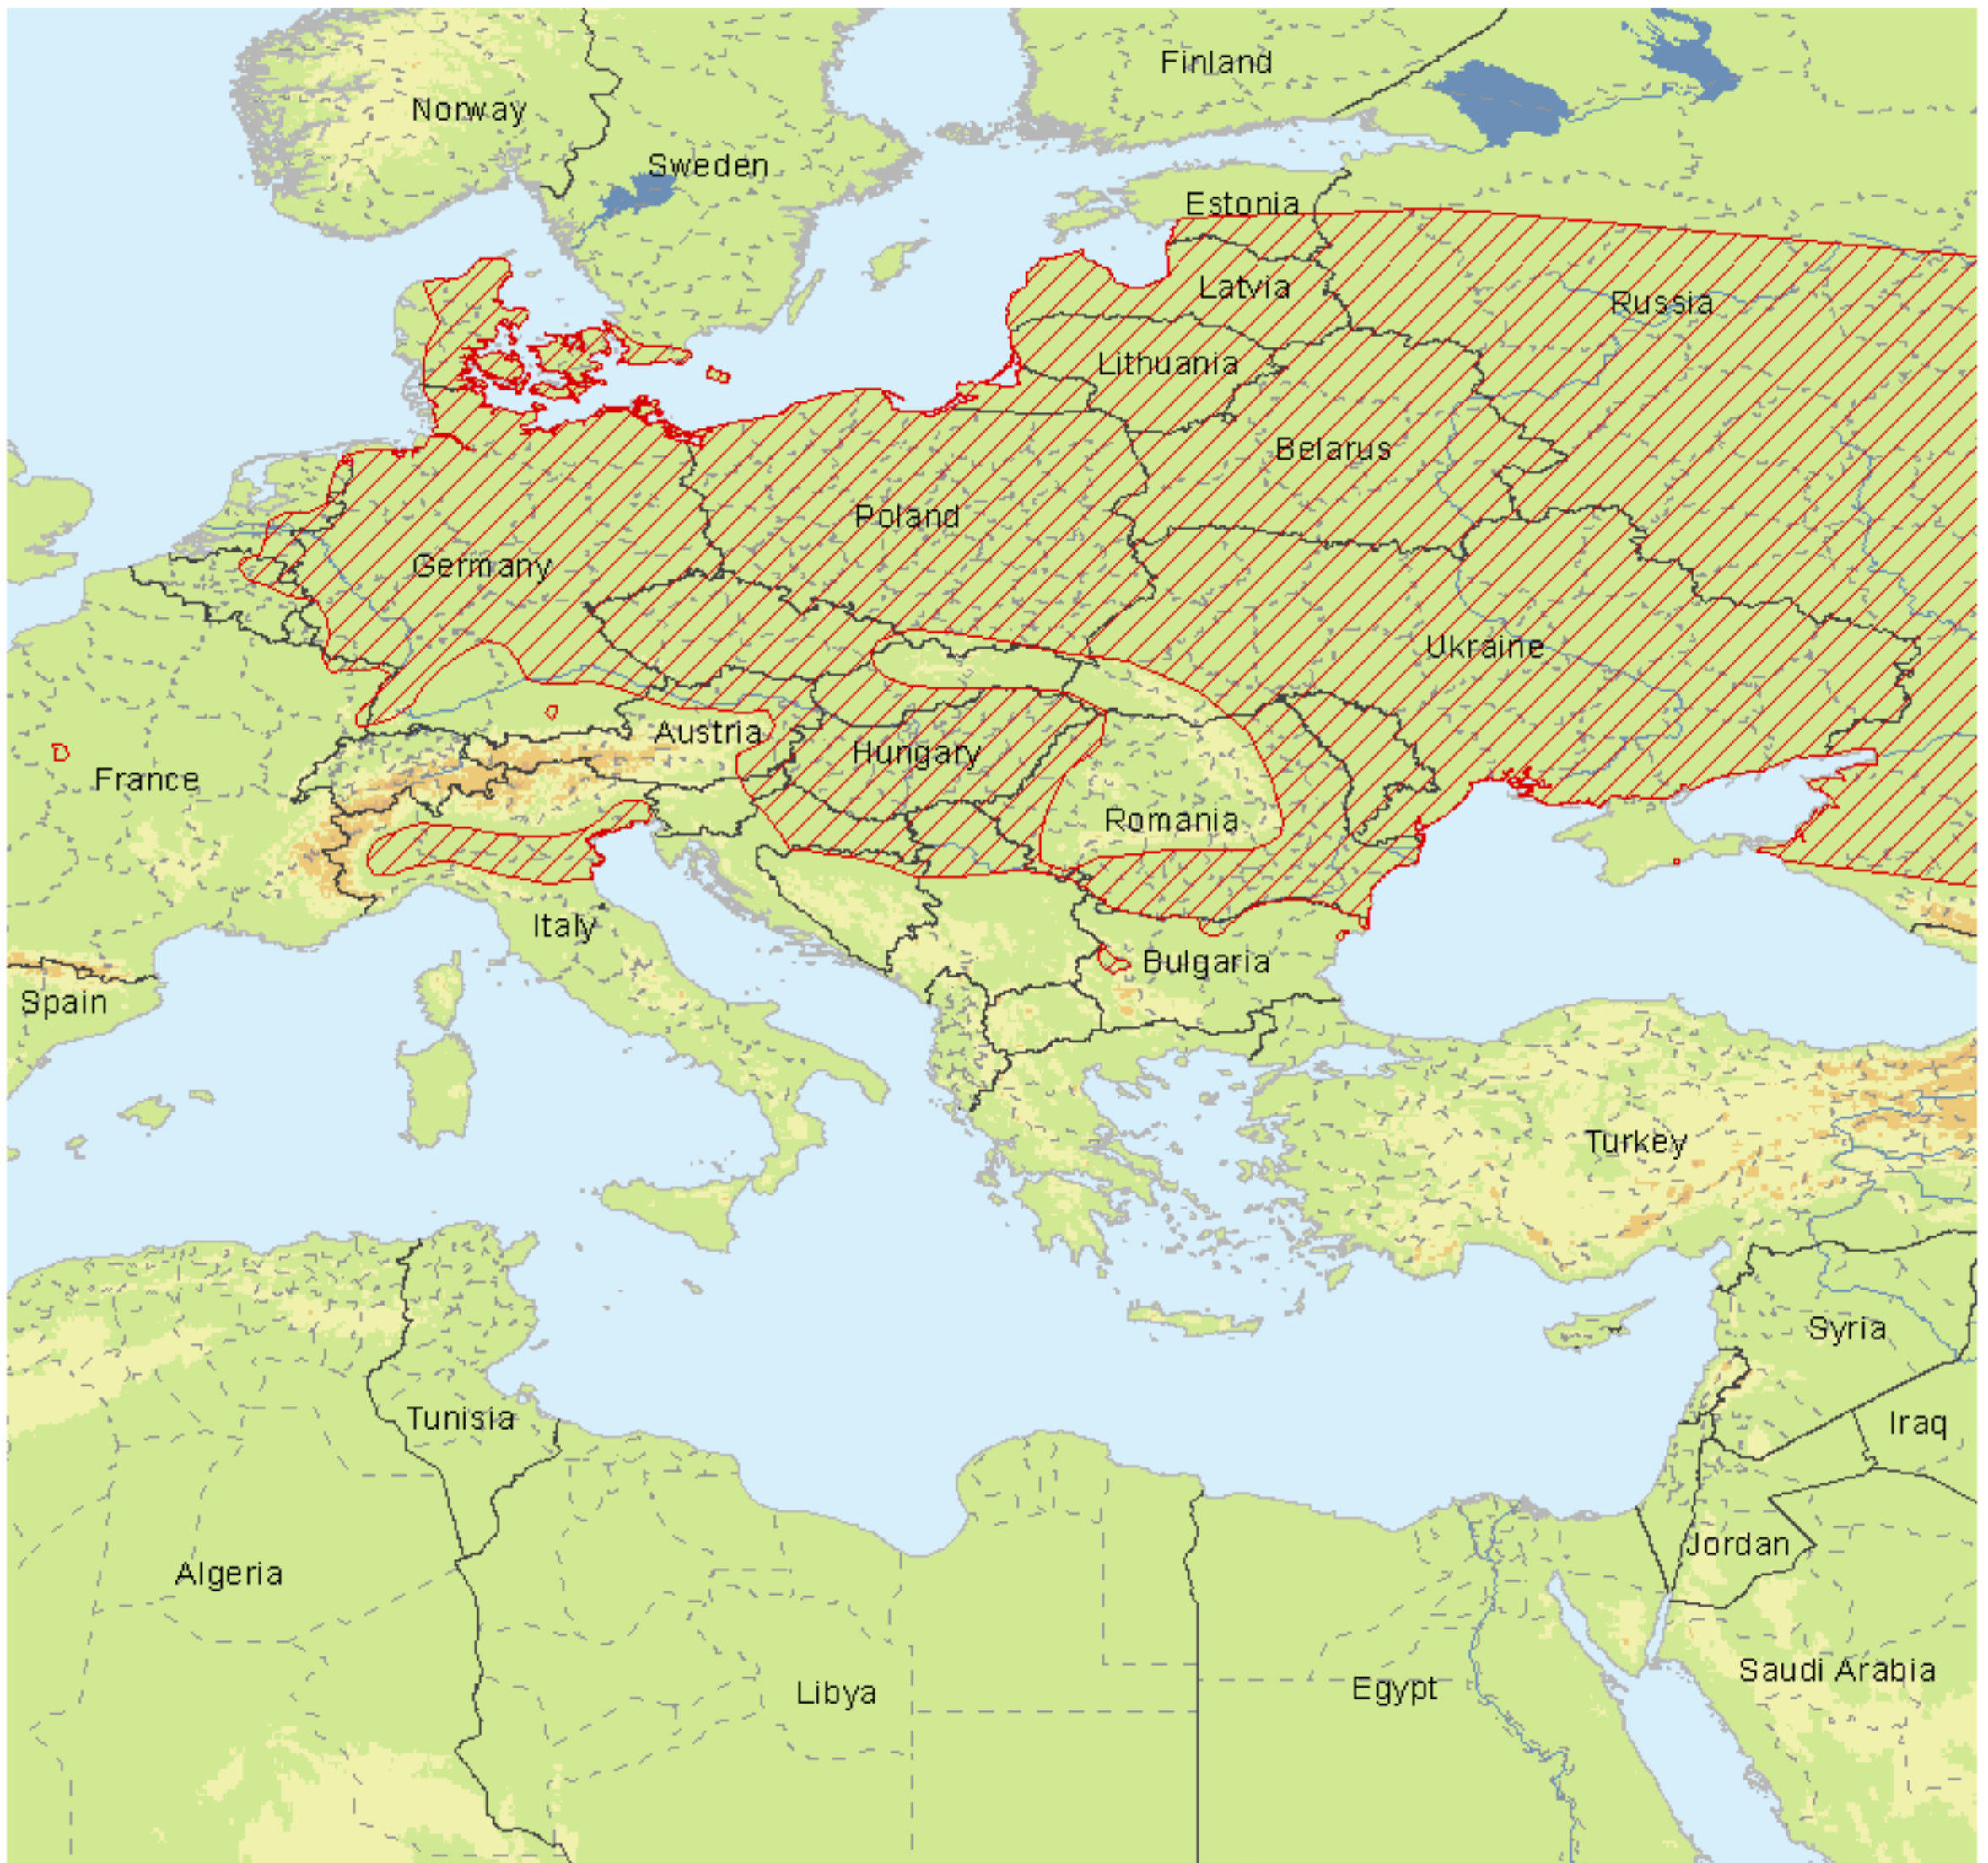 Finland
Norway
Sweden
Estonia
Latvia
Russia
Lithuania
Belarus
Poland
Germany
Ukraine
Austria
Hungary
France
Romania
Italy
Bulgaria
Spain
Turkey
Syria
Tunisia
Iraq
Jordan
Algeria
Saudi Arabia
Libya
Egypt